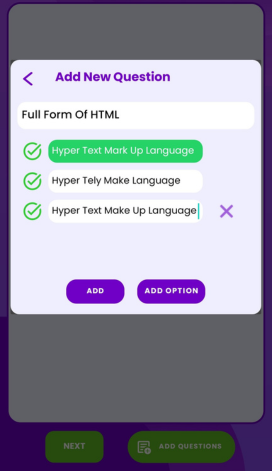 Add New Question
Full Form Of HTML
Hyper Text Mark Up Language
Hyper Tely Make Language
Hyper Text Make Up Language
ADD
ADD OPTION
NEXT
ADD QUESTIONS